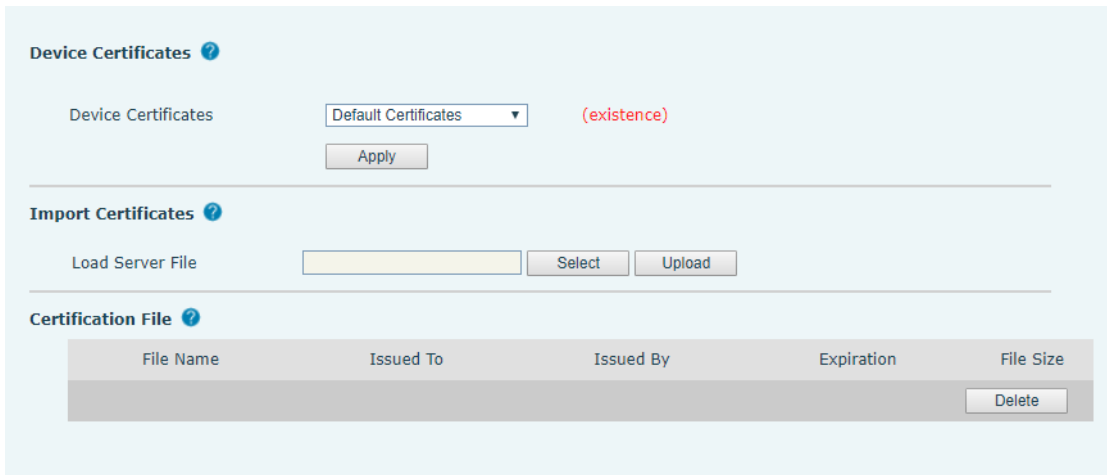 Device Certificates ?
Device Certificates Default Certificates ▼ (existence)
Apply
Import Certificates ?
Load Server File Select Upload
Certification File ?
File Name Issued To Issued By Expiration File Size
Delete